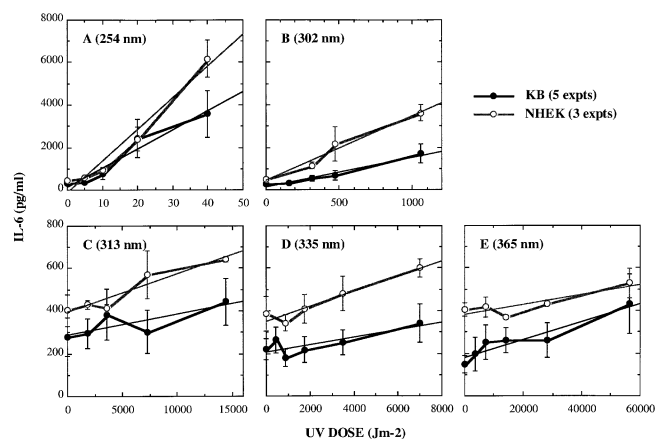 A (254 nm)
B (302 nm)
8000
6000
4000
2000
0
0 10 20 30 40 50
0 500 1000
KB (5 expts)
NHEK (3 expts)
IL-6 (pg/ml)
C (313 nm)
D (335 nm)
E (365 nm)
800
600
400
200
0
0 5000 10000 15000
0 2000 4000 6000 8000
0 20000 40000 60000
UV DOSE (Jm-2)